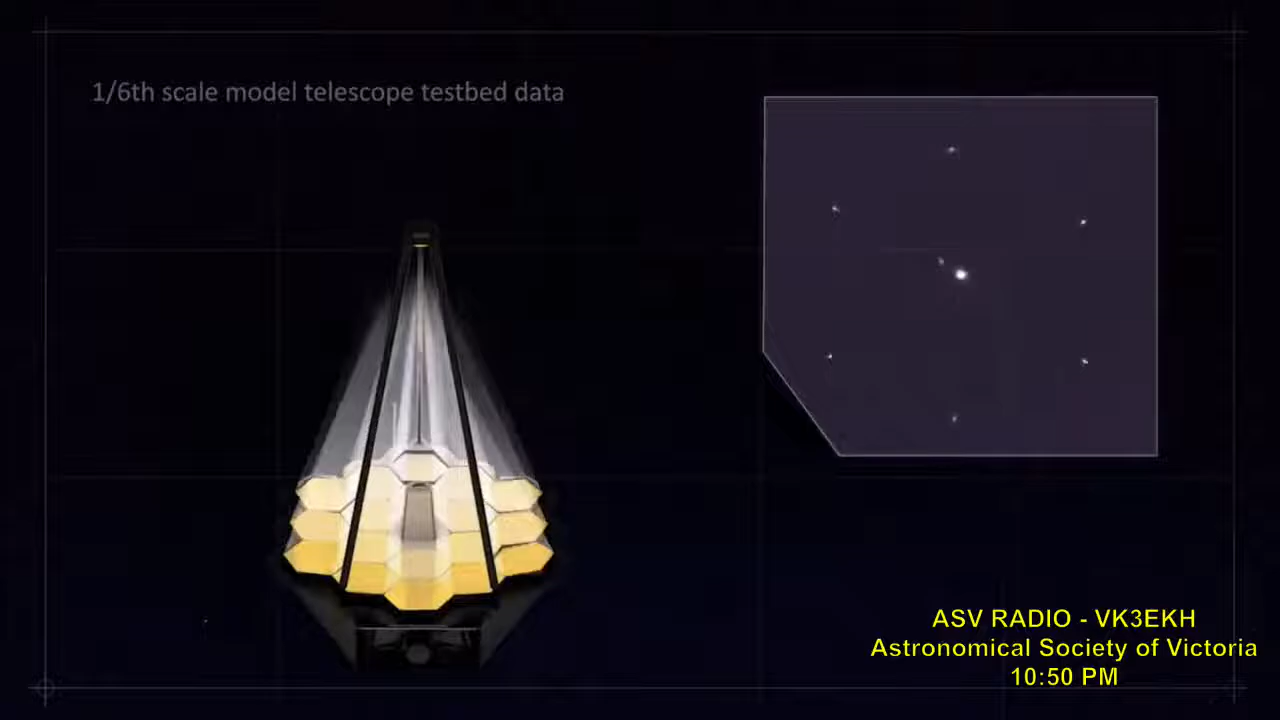 1/6th scale model telescope testbed data
ASV RADIO - VK3EKH
Astronomical Society of Victoria
10:50 PM